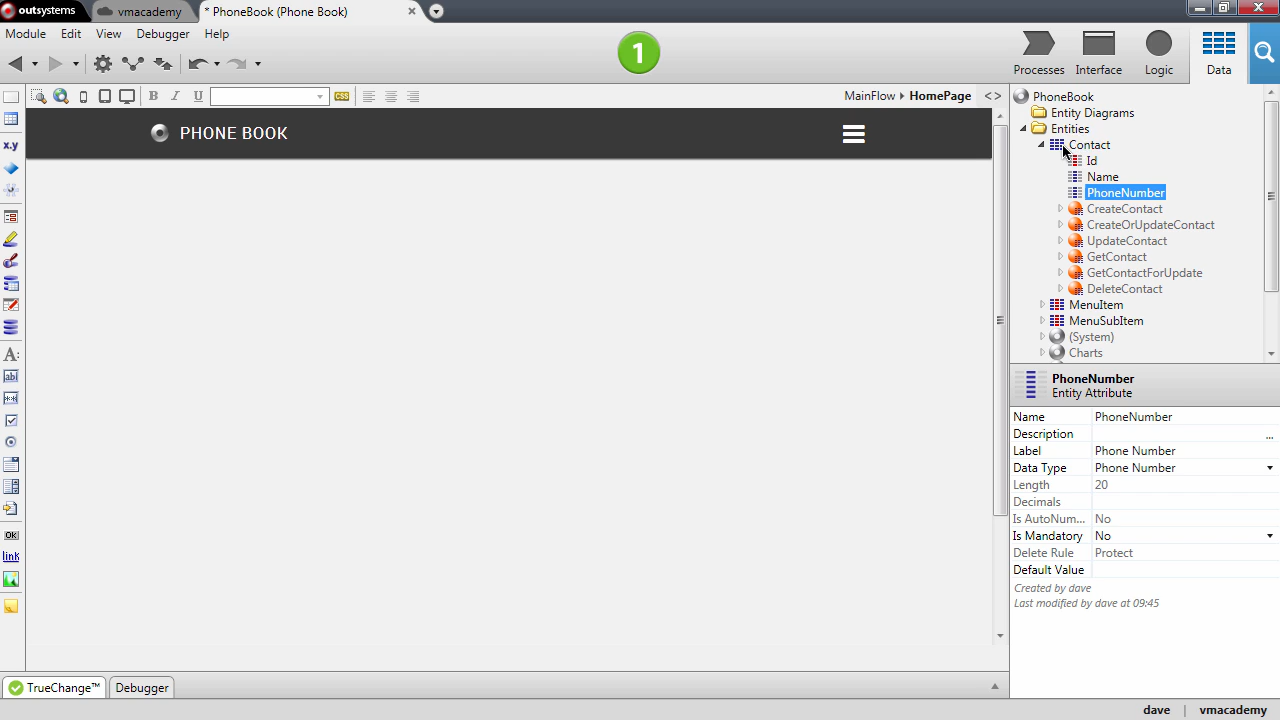 outsystems
vmacademy
* PhoneBook (Phone Book)
Module Edit View Debugger Help
1
Processes Interface Logic Data
B I U
CSS
MainFlow HomePage <>
PHONE BOOK
x.y
A:
abl
OK
link
PhoneBook
Entity Diagrams
Entities
Contact
Id
Name
PhoneNumber
CreateContact
CreateOrUpdateContact
UpdateContact
GetContact
GetContactForUpdate
DeleteContact
MenuItem
MenuSubItem
(System)
Charts
PhoneNumber
Entity Attribute
Name PhoneNumber
Description ...
Label Phone Number
Data Type Phone Number
Length 20
Decimals
Is AutoNum... No
Is Mandatory No
Delete Rule Protect
Default Value
Created by dave
Last modified by dave at 09:45
TrueChange™ Debugger
dave | vmacademy